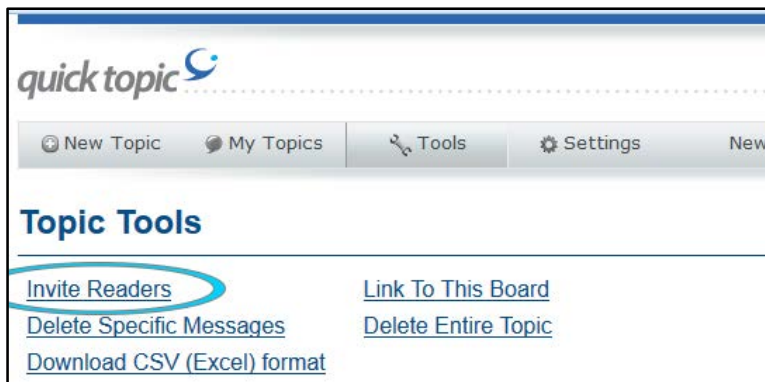 quick topic
New Topic My Topics Tools Settings New
Topic Tools
Invite Readers Link To This Board
Delete Specific Messages Delete Entire Topic
Download CSV (Excel) format